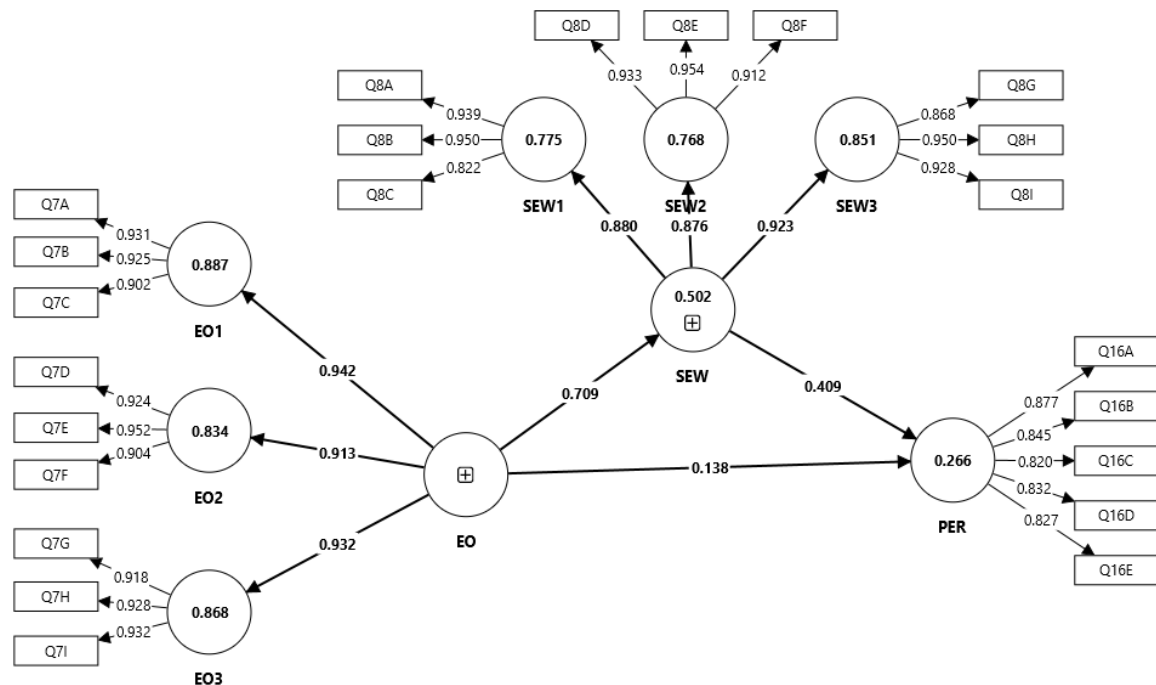 Q8D
Q8E
Q8F
0.933
0.954
0.912
Q8A
Q8B
Q8C
0.939
0.950
0.822
0.775
SEW1
0.768
SEW2
0.851
SEW3
0.868
0.950
0.928
Q8G
Q8H
Q8I
0.880
0.876
0.923
Q7A
Q7B
Q7C
0.931
0.925
0.902
0.887
EO1
0.502
SEW
0.942
0.709
0.409
Q7D
Q7E
Q7F
0.924
0.952
0.904
0.834
EO2
0.913
EO
0.138
0.266
PER
0.877
0.845
0.820
0.832
0.827
Q16A
Q16B
Q16C
Q16D
Q16E
0.932
Q7G
Q7H
Q7I
0.918
0.928
0.932
0.868
EO3